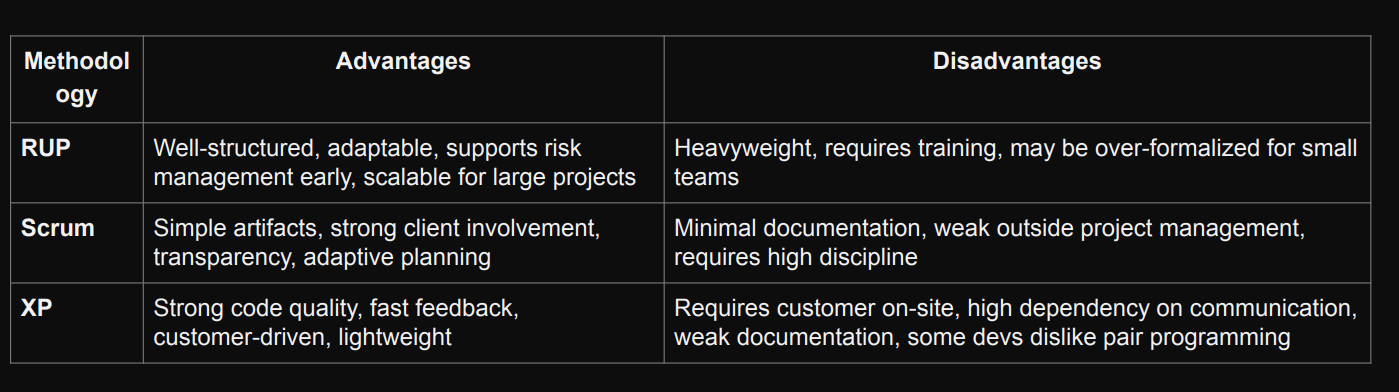 Methodol
ogy
Advantages
Disadvantages
RUP
Well-structured, adaptable, supports risk
management early, scalable for large projects
Heavyweight, requires training, may be over-formalized for small
teams
Scrum
Simple artifacts, strong client involvement,
transparency, adaptive planning
Minimal documentation, weak outside project management,
requires high discipline
XP
Strong code quality, fast feedback,
customer-driven, lightweight
Requires customer on-site, high dependency on communication,
weak documentation, some devs dislike pair programming